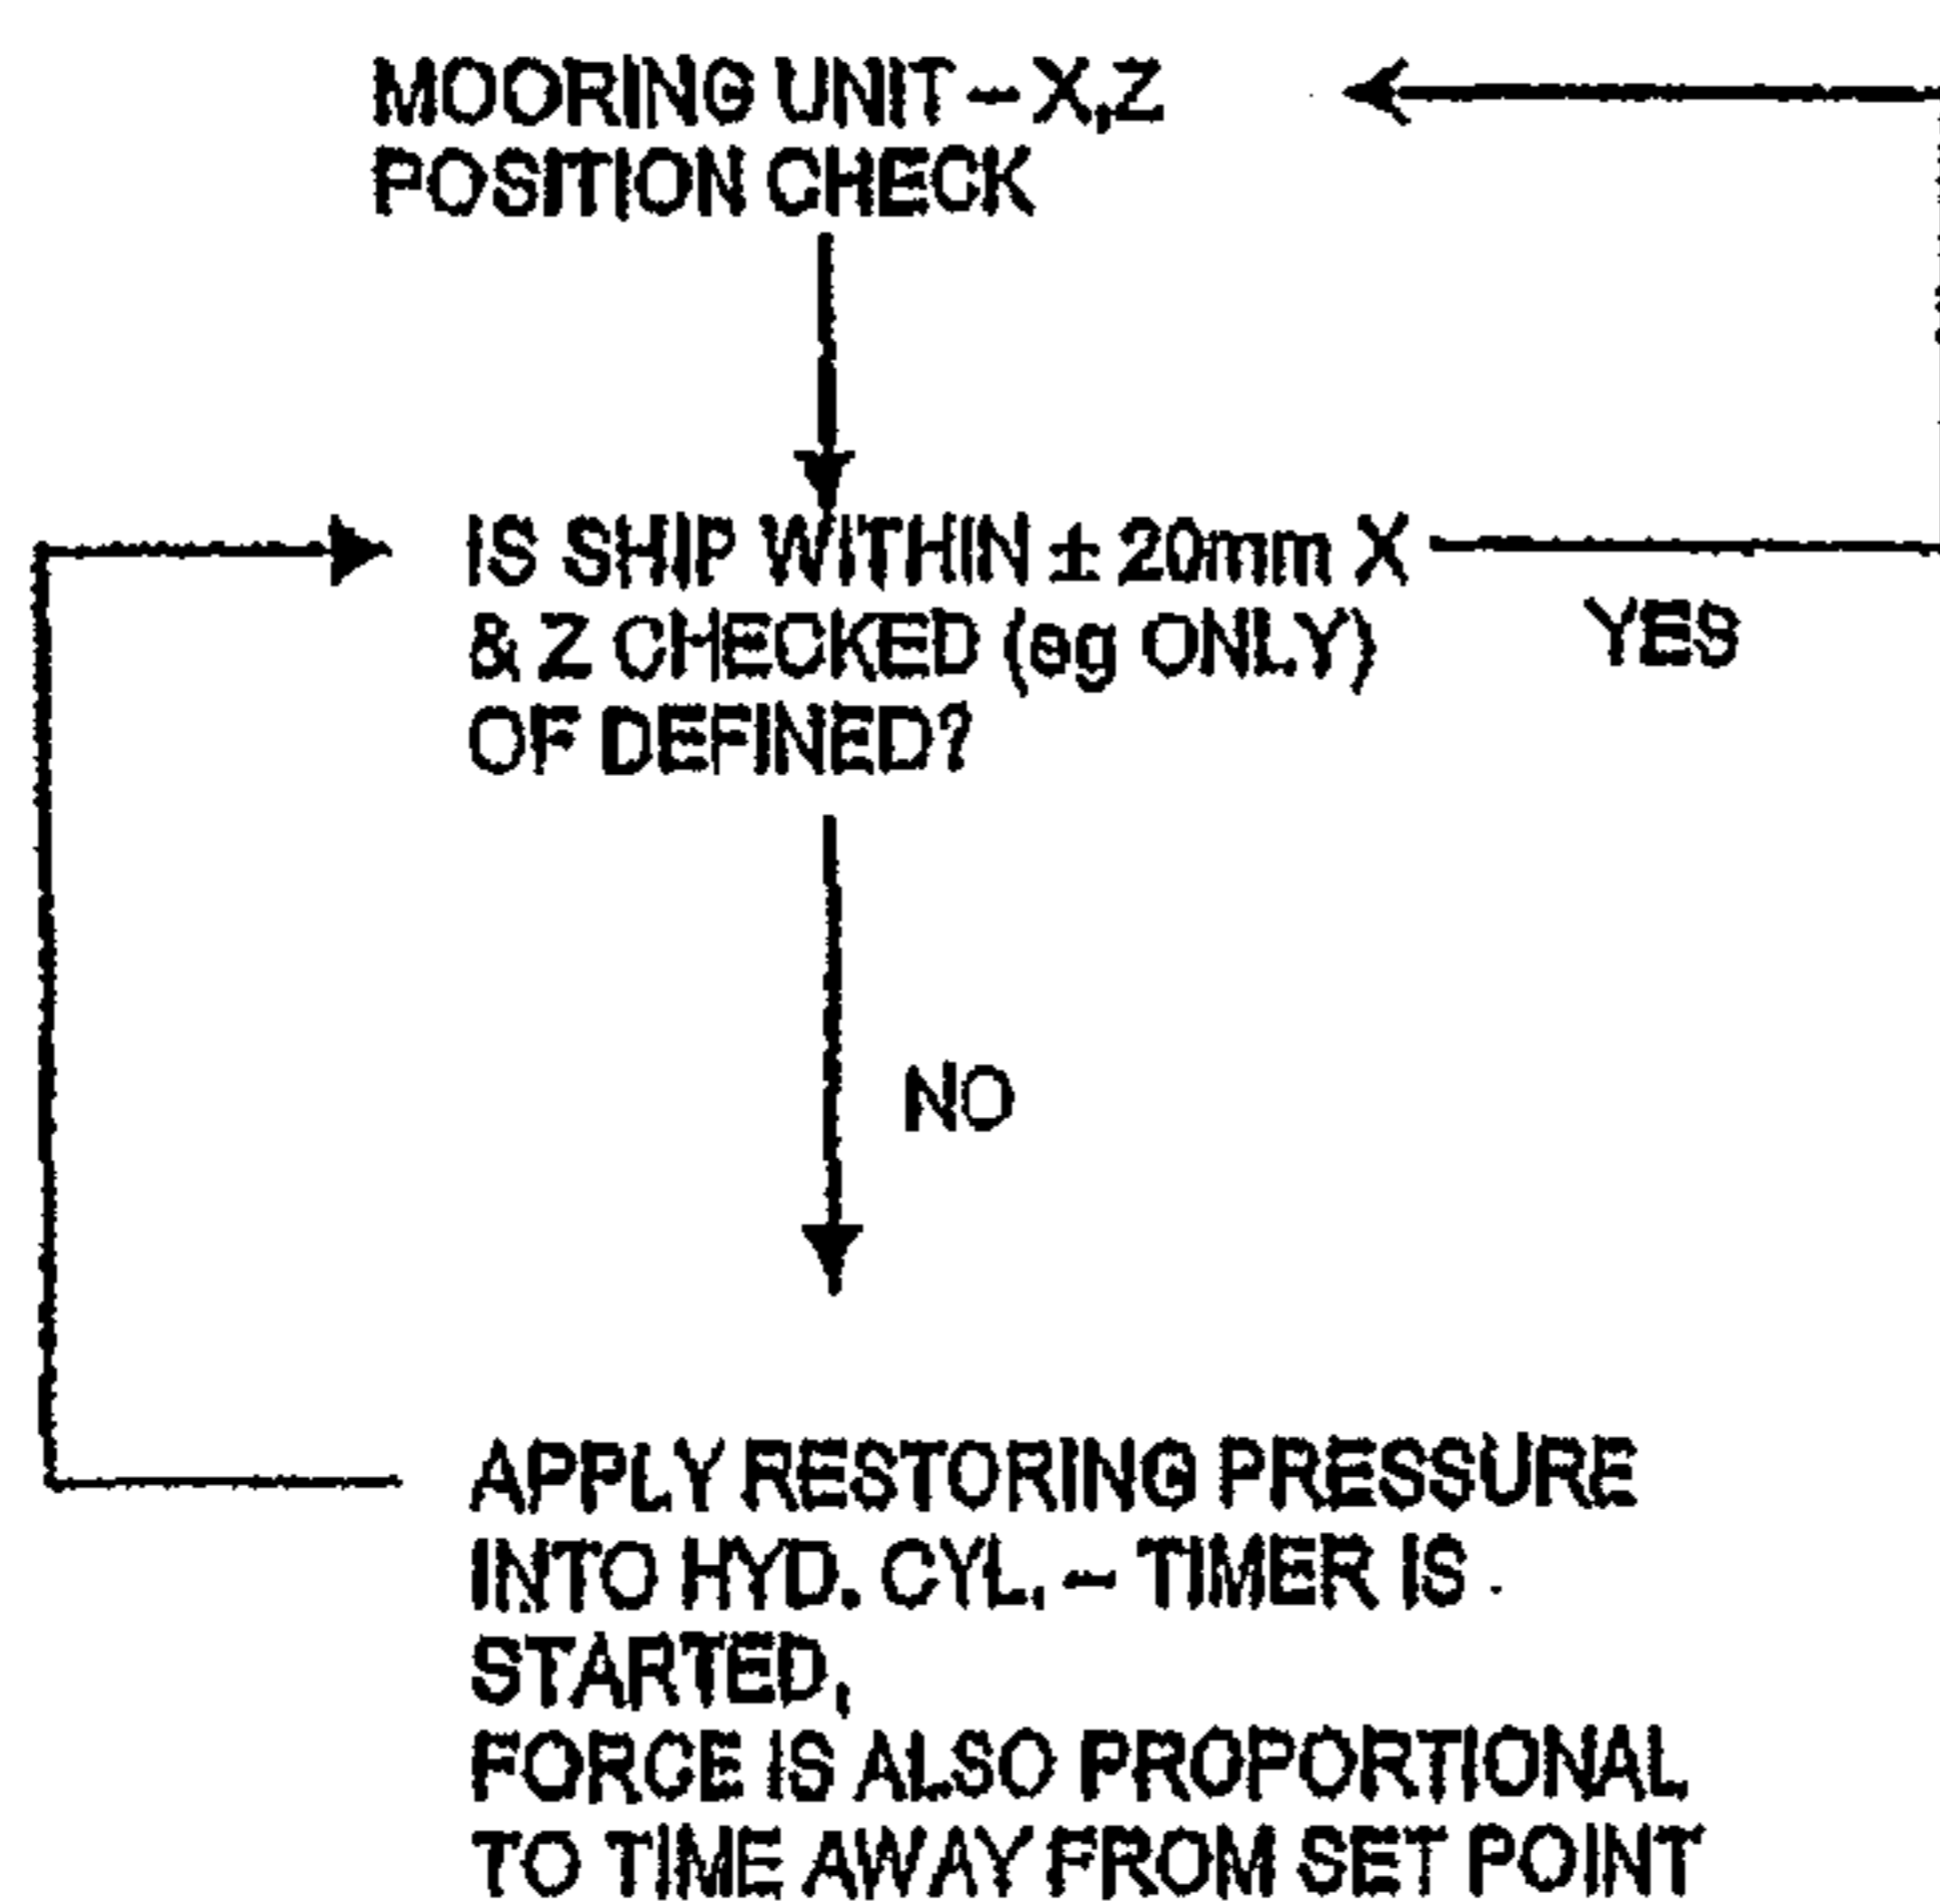 MOORING UNIT - X,Z
POSITION CHECK
IS SHIP WITHIN ± 20mm X
& Z CHECKED (eg ONLY)
OF DEFINED?
YES
NO
APPLY RESTORING PRESSURE
INTO HYD. CYL. - TIMER IS
STARTED,
FORCE IS ALSO PROPORTIONAL
TO TIME AWAY FROM SET POINT